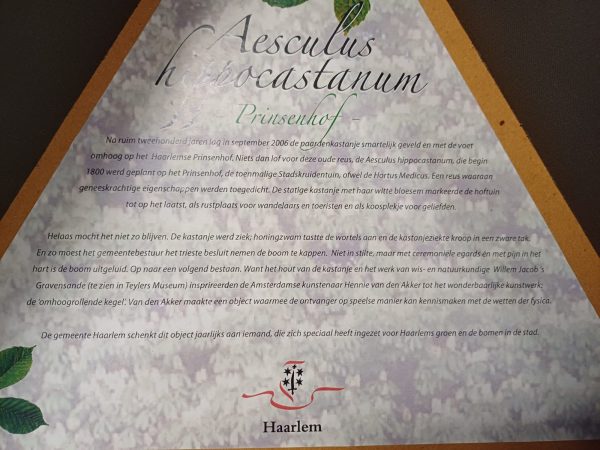 Aesculus
hippocastanum
- Prinsenhof -
Na ruim tweehonderd jaren lag in september 2006 de paardenkastanje smartelijk geveld en met de voet
omhoog op het Haarlemse Prinsenhof. Niets dan lof voor deze oude reus, de Aesculus hippocastanum, die begin
1800 werd geplant op het Prinsenhof, de toenmalige Stadskruidentuin, ofwel de Hortus Medicus. Een reus waaraan
geneeskrachtige eigenschappen werden toegedicht. De statige kastanje met haar witte bloesem markeerde de hoftuin
tot op het laatst, als rustplaats voor wandelaars en toeristen en als koosplekje voor geliefden.
Helaas mocht het niet zo blijven. De kastanje werd ziek; honingzwam tastte de wortels aan en de kastanjeziekte kroop in een zware tak.
En zo moest het gemeentebestuur het trieste besluit nemen de boom te kappen. Niet in stilte, maar met ceremoniële egards en met pijn in het
hart is de boom uitgeluid. Op naar een volgend bestaan. Want het hout van de kastanje en het werk van wis- en natuurkundige Willem Jacob 's
Gravensande (te zien in Teylers Museum) inspireerden de Amsterdamse kunstenaar Hennie van den Akker tot het wonderbaarlijke kunstwerk:
de 'omhoogrollende kegel'. Van den Akker maakte een object waarmee de ontvanger op speelse manier kan kennismaken met de wetten der fysica.
De gemeente Haarlem schenkt dit object jaarlijks aan iemand, die zich speciaal heeft ingezet voor Haarlems groen en de bomen in de stad.
Haarlem